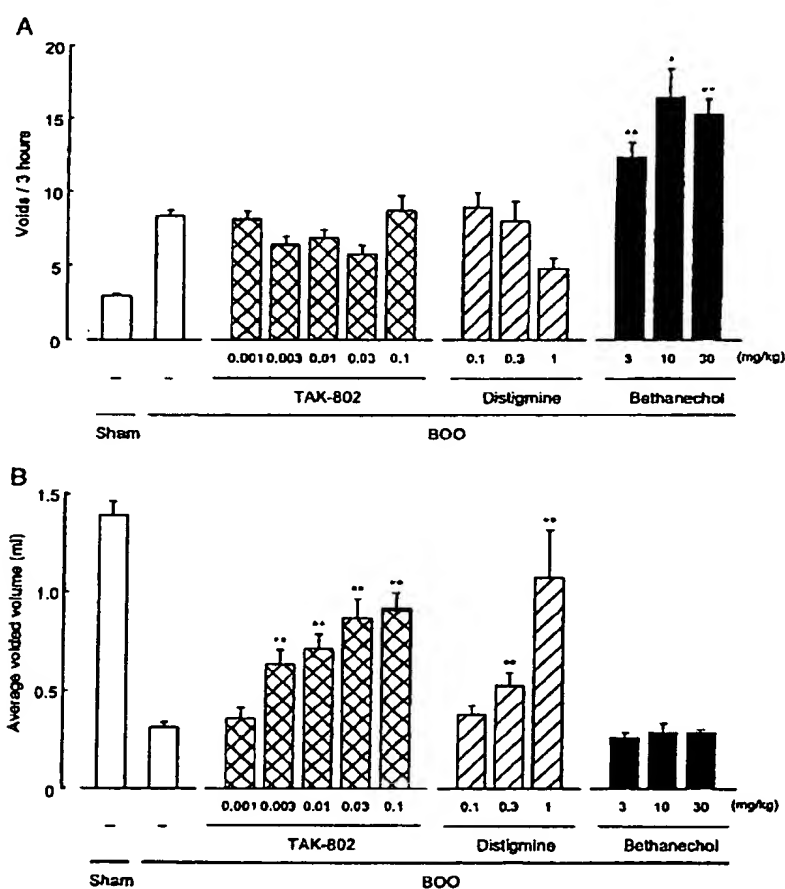 A
20
15
10
5
0
Voids / 3 hours
** * **
0.001 0.003 0.01 0.03 0.1 0.1 0.3 1 3 10 30 (mg/kg)
– – TAK-802 Distigmine Bethanechol
Sham BOO
B
1.5
1.0
0.5
0
Average voided volume (ml)
** ** ** ** ** **
0.001 0.003 0.01 0.03 0.1 0.1 0.3 1 3 10 30 (mg/kg)
– – TAK-802 Distigmine Bethanechol
Sham BOO